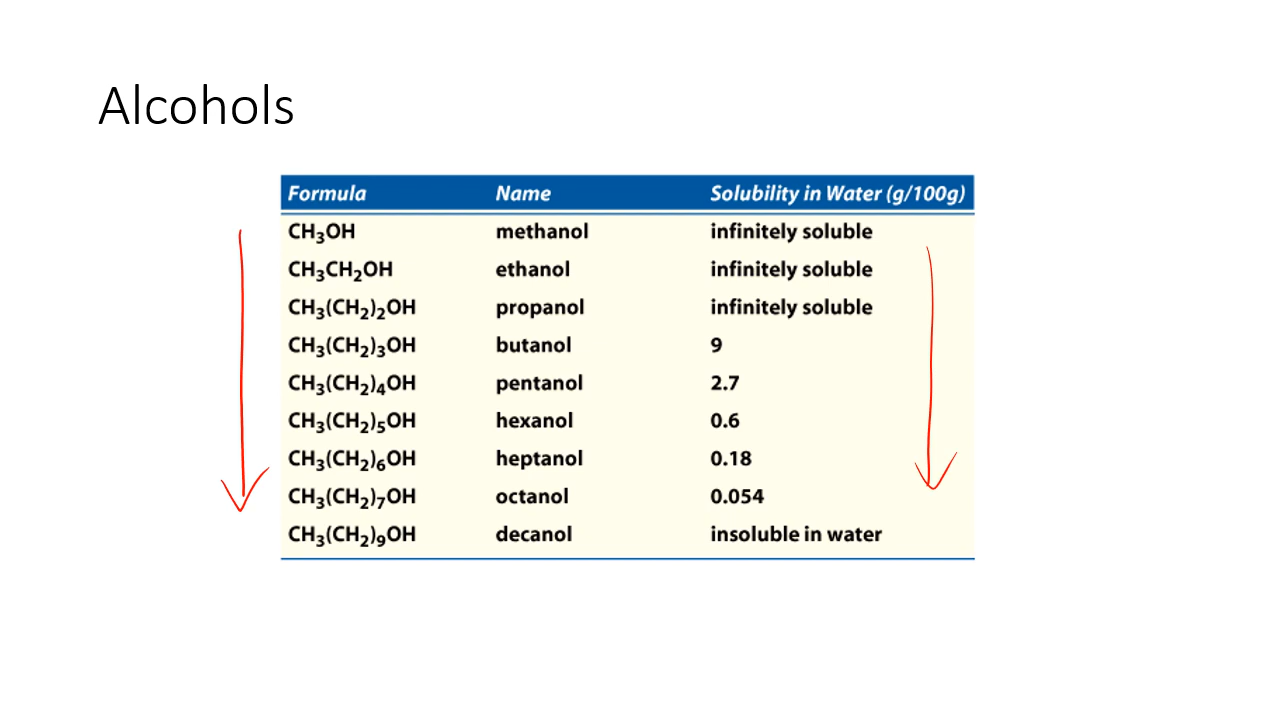 Alcohols
Formula Name Solubility in Water (g/100g)
CH₃OH methanol infinitely soluble
CH₃CH₂OH ethanol infinitely soluble
CH₃(CH₂)₂OH propanol infinitely soluble
CH₃(CH₂)₃OH butanol 9
CH₃(CH₂)₄OH pentanol 2.7
CH₃(CH₂)₅OH hexanol 0.6
CH₃(CH₂)₆OH heptanol 0.18
CH₃(CH₂)₇OH octanol 0.054
CH₃(CH₂)₉OH decanol insoluble in water